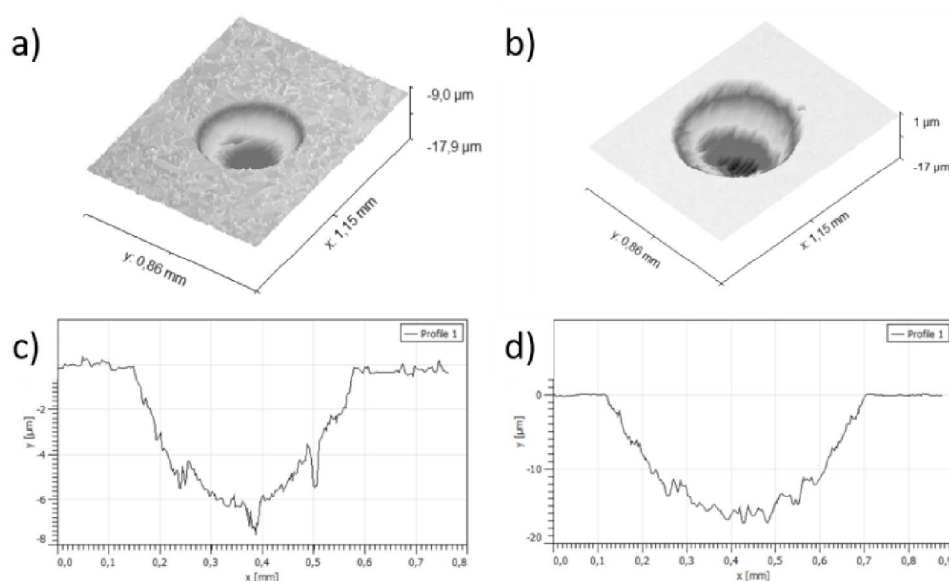 a)
-9,0 µm
-17,9 µm
x: 1,15 mm
y: 0,86 mm
b)
1 µm
-17 µm
x: 1,15 mm
y: 0,86 mm
c)
Profile 1
y [µm]
-2
-4
-6
-8
0,0 0,1 0,2 0,3 0,4 0,5 0,6 0,7 0,8
x [mm]
d)
Profile 1
y [µm]
0
-10
-20
0,0 0,1 0,2 0,3 0,4 0,5 0,6 0,7 0,8
x [mm]